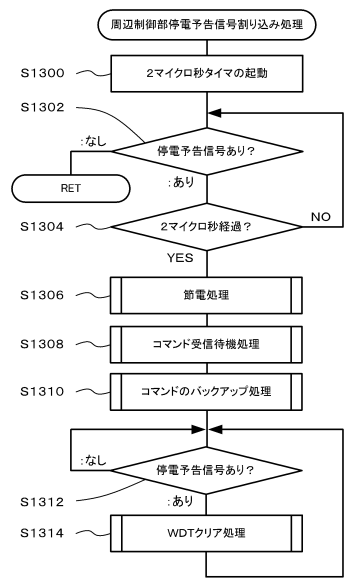 周辺制御部停電予告信号割り込み処理
S1300
2マイクロ秒タイマの起動
S1302
停電予告信号あり?
:なし
RET
:あり
S1304
2マイクロ秒経過?
NO
YES
S1306
節電処理
S1308
コマンド受信待機処理
S1310
コマンドのバックアップ処理
:なし
停電予告信号あり?
S1312
:あり
S1314
WDTクリア処理